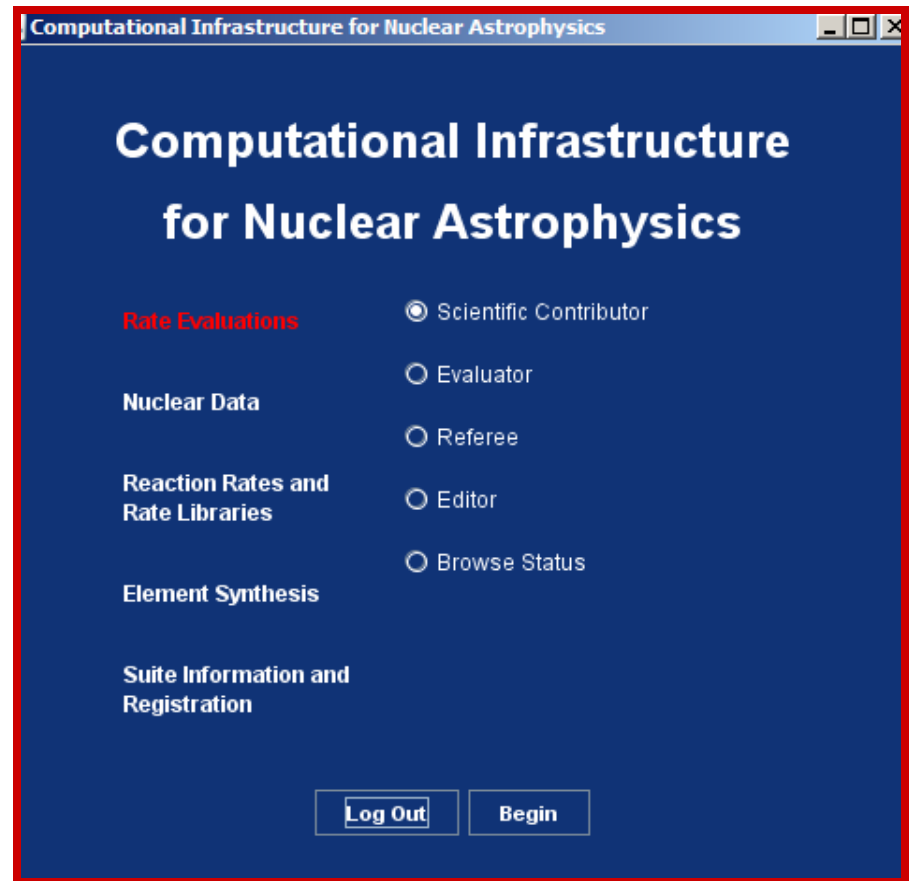 Computational Infrastructure for Nuclear Astrophysics
Computational Infrastructure
for Nuclear Astrophysics
Rate Evaluations
Nuclear Data
Reaction Rates and
Rate Libraries
Element Synthesis
Suite Information and
Registration
Scientific Contributor
Evaluator
Referee
Editor
Browse Status
Log Out
Begin